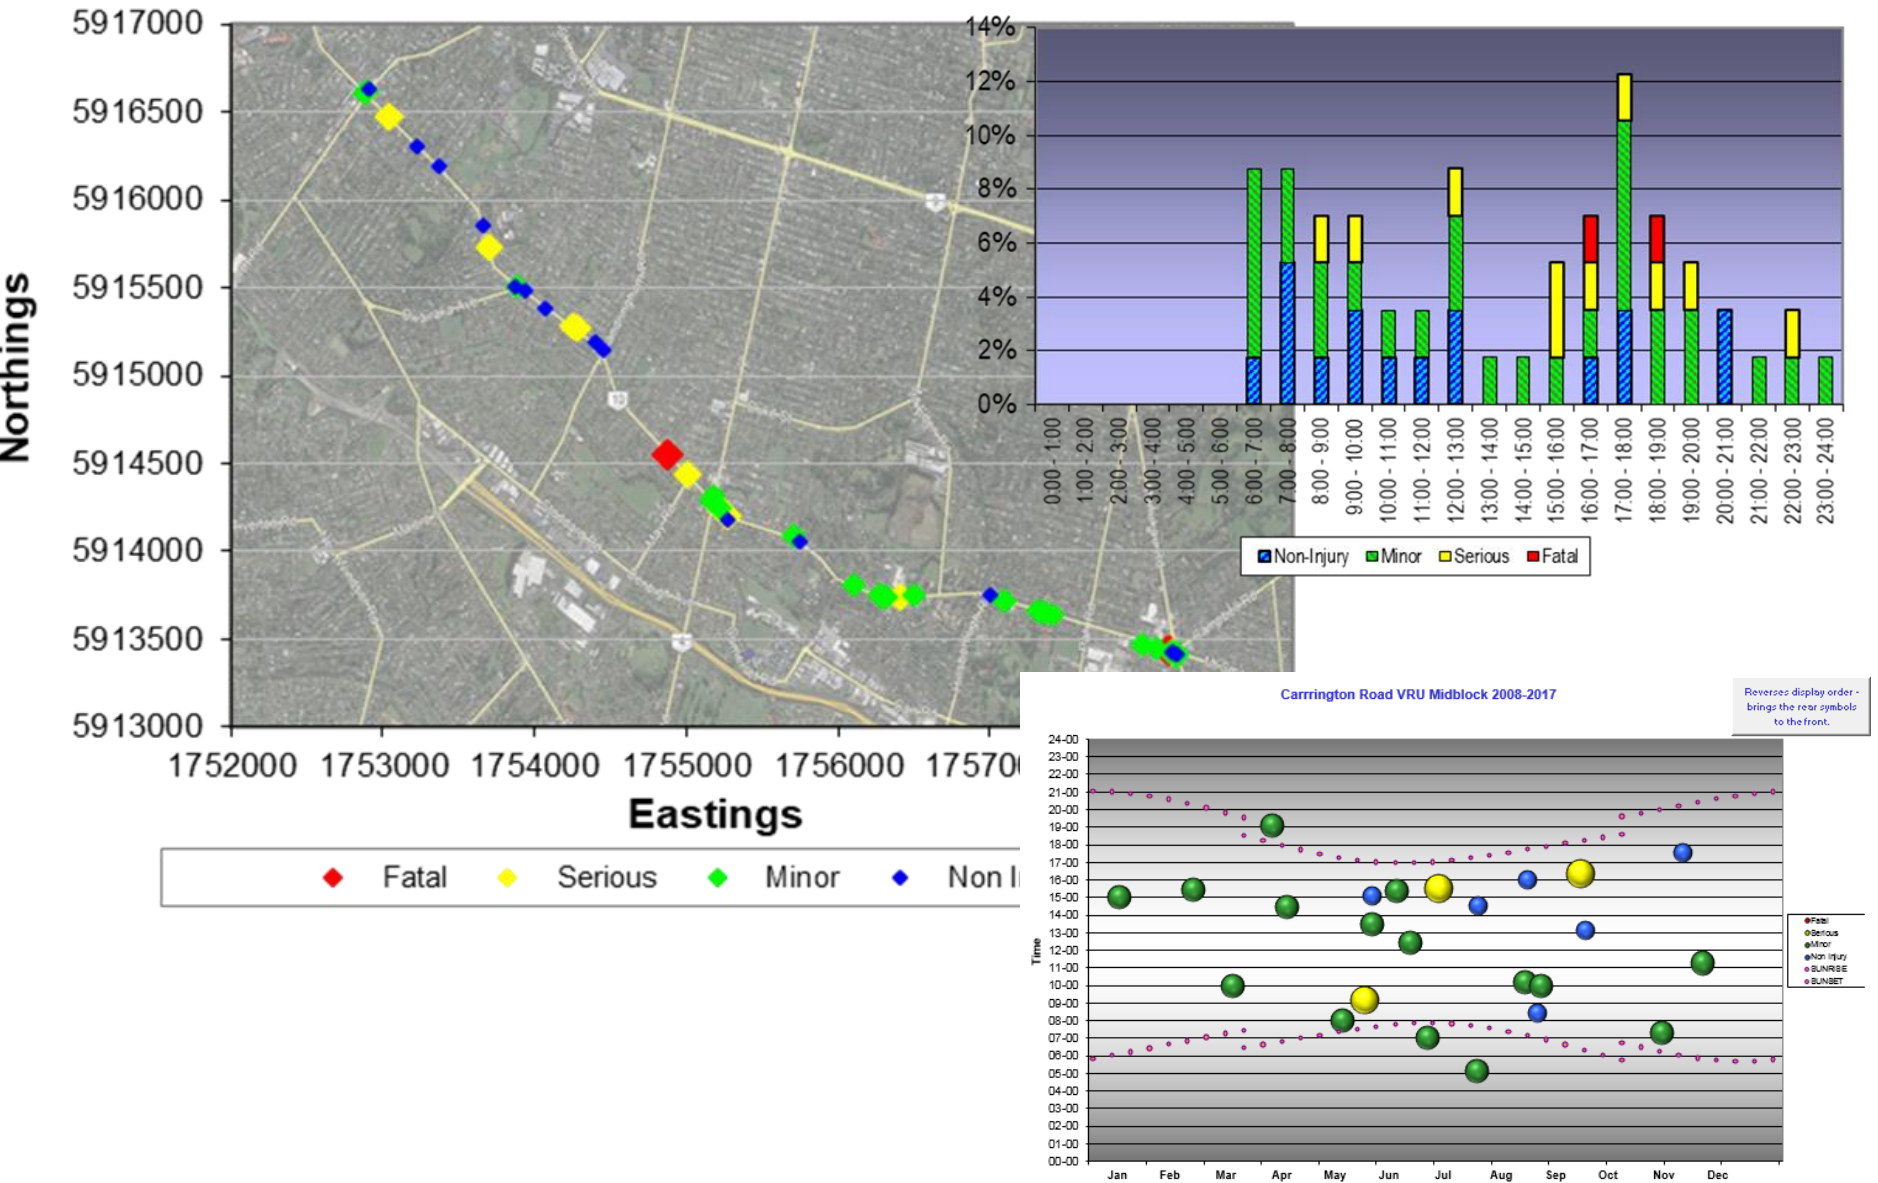 5917000
5916500
5916000
5915500
5915000
5914500
5914000
5913500
5913000
Northings
1752000 1753000 1754000 1755000 1756000 175700
Eastings
Fatal Serious Minor Non I
14%
12%
10%
8%
6%
4%
2%
0%
0:00 - 1:00
1:00 - 2:00
2:00 - 3:00
3:00 - 4:00
4:00 - 5:00
5:00 - 6:00
6:00 - 7:00
7:00 - 8:00
8:00 - 9:00
9:00 - 10:00
10:00 - 11:00
11:00 - 12:00
12:00 - 13:00
13:00 - 14:00
14:00 - 15:00
15:00 - 16:00
16:00 - 17:00
17:00 - 18:00
18:00 - 19:00
19:00 - 20:00
20:00 - 21:00
21:00 - 22:00
22:00 - 23:00
23:00 - 24:00
Non-Injury Minor Serious Fatal
Carrrington Road VRU Midblock 2008-2017
Reverses display order -
brings the rear symbols
to the front.
24-00
23-00
22-00
21-00
20-00
19-00
18-00
17-00
16-00
15-00
14-00
13-00
12-00
11-00
10-00
09-00
08-00
07-00
06-00
05-00
04-00
03-00
02-00
01-00
00-00
Time
Jan Feb Mar Apr May Jun Jul Aug Sep Oct Nov Dec
Fatal
Serious
Minor
Non Injury
SUNRISE
SUNSET